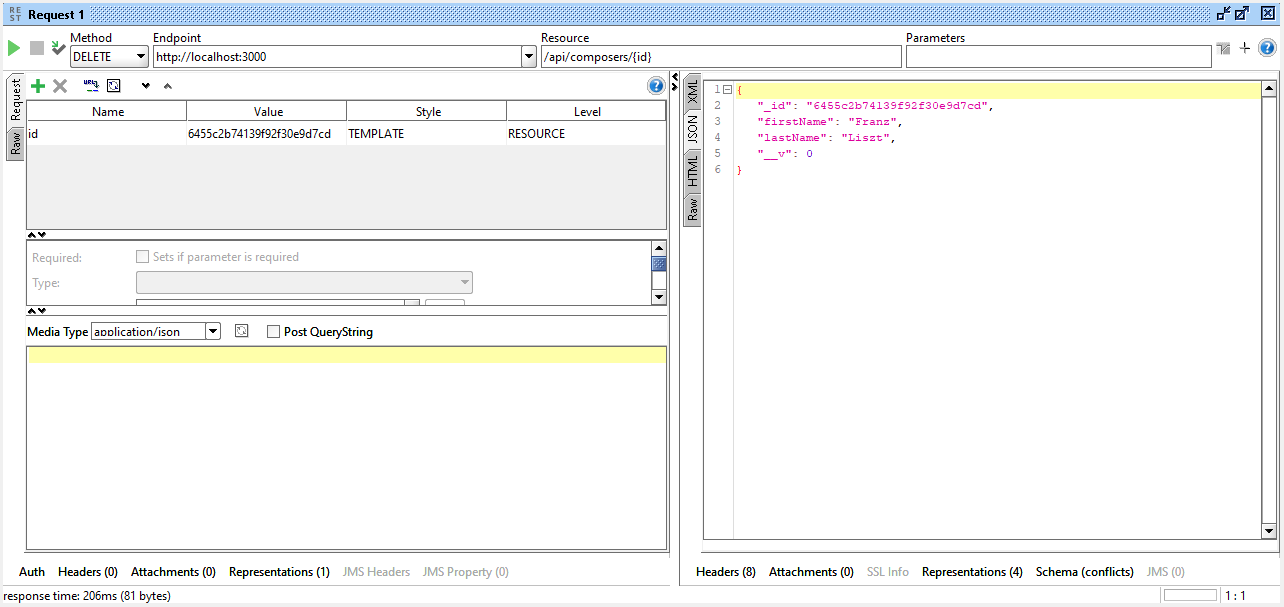 RE ST Request 1
Method Endpoint Resource Parameters
DELETE http://localhost:3000 /api/composers/{id}
Request
Raw
URL
Name Value Style Level
id 6455c2b74139f92f30e9d7cd TEMPLATE RESOURCE
Required: Sets if parameter is required
Type:
Media Type application/json Post QueryString
Auth Headers (0) Attachments (0) Representations (1) JMS Headers JMS Property (0)
XML
JSON
HTML
Raw
1 {
2 "_id": "6455c2b74139f92f30e9d7cd",
3 "firstName": "Franz",
4 "lastName": "Liszt",
5 "__v": 0
6 }
Headers (8) Attachments (0) SSL Info Representations (4) Schema (conflicts) JMS (0)
response time: 206ms (81 bytes)
1 : 1